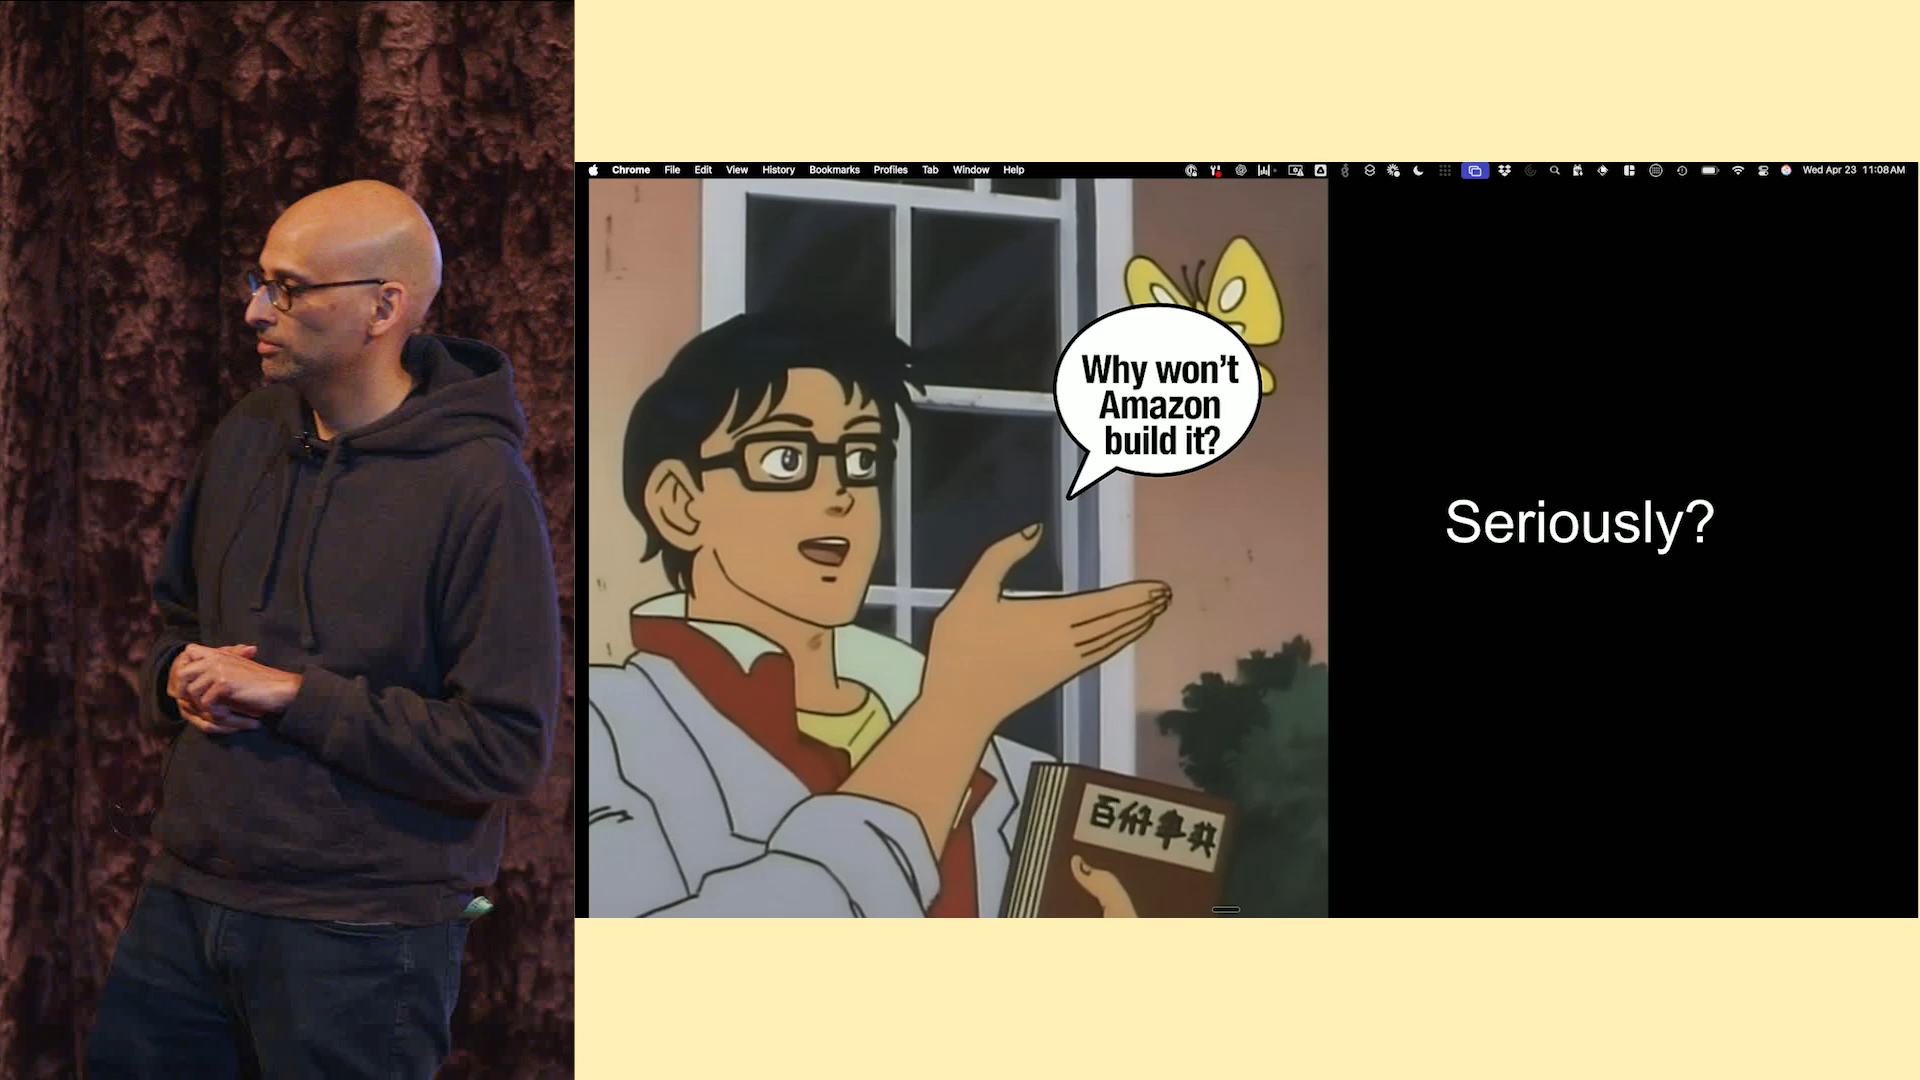 Chrome File Edit View History Bookmarks Profiles Tab Window Help
Wed Apr 23 11:08 AM
Why won't
Amazon
build it?
Seriously?